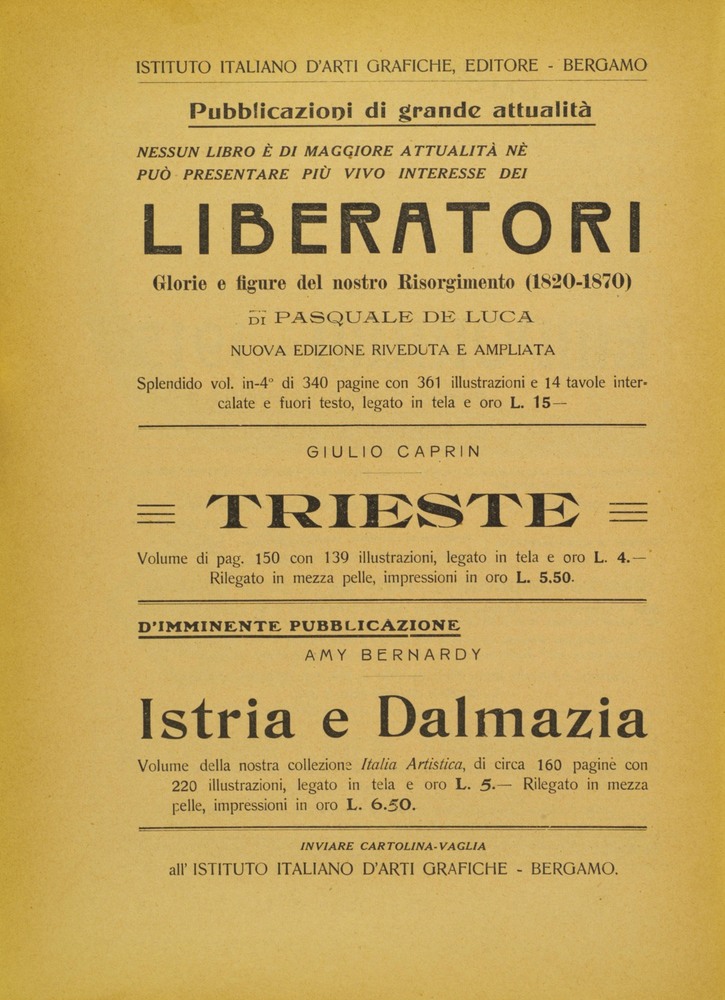 ISTITUTO ITALIANO D'ARTI GRAFICHE, EDITORE - BERGAMO
Pubblicazioni di grande attualità
NESSUN LIBRO È DI MAGGIORE ATTUALITÀ NÈ
PUÒ PRESENTARE PIÙ VIVO INTERESSE DEI
LIBERATORI
Glorie e figure del nostro Risorgimento (1820-1870)
DI PASQUALE DE LUCA
NUOVA EDIZIONE RIVEDUTA E AMPLIATA
Splendido vol. in-4° di 340 pagine con 361 illustrazioni e 14 tavole inter-
calate e fuori testo, legato in tela e oro L. 15—
GIULIO CAPRIN
TRIESTE
Volume di pag. 150 con 139 illustrazioni, legato in tela e oro L. 4.—
Rilegato in mezza pelle, impressioni in oro L. 5.50.
D'IMMINENTE PUBBLICAZIONE
AMY BERNARDY
Istria e Dalmazia
Volume della nostra collezione Italia Artistica, di circa 160 pagine con
220 illustrazioni, legato in tela e oro L. 5.— Rilegato in mezza
pelle, impressioni in oro L. 6.50.
INVIARE CARTOLINA-VAGLIA
all' ISTITUTO ITALIANO D'ARTI GRAFICHE - BERGAMO.